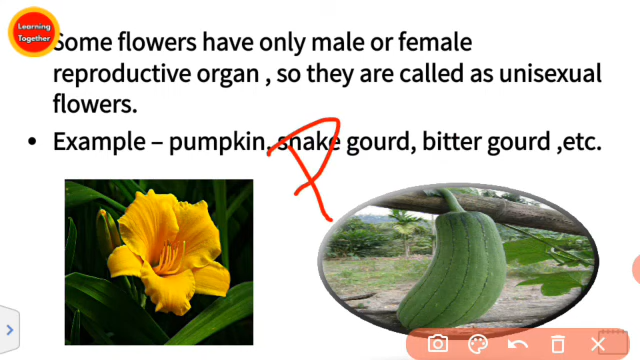 Learning
Together
Some flowers have only male or female
reproductive organ , so they are called as unisexual
flowers.
• Example – pumpkin, snake gourd, bitter gourd ,etc.